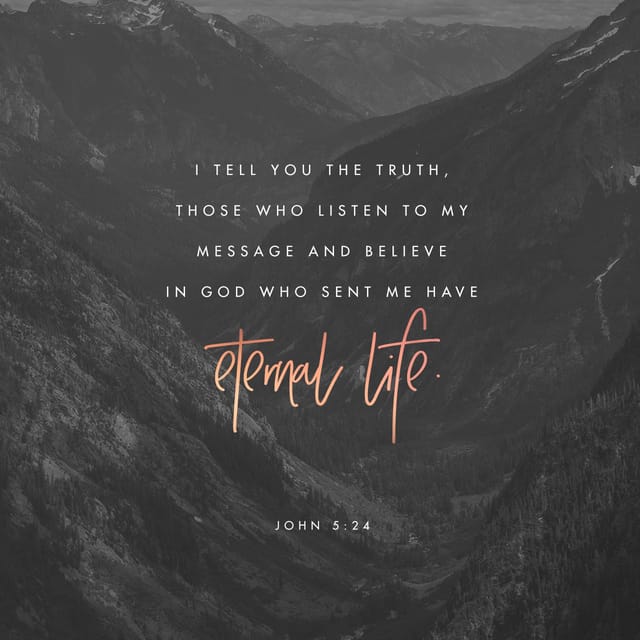 I TELL YOU THE TRUTH,
THOSE WHO LISTEN TO MY
MESSAGE AND BELIEVE
IN GOD WHO SENT ME HAVE
eternal life.
JOHN 5:24